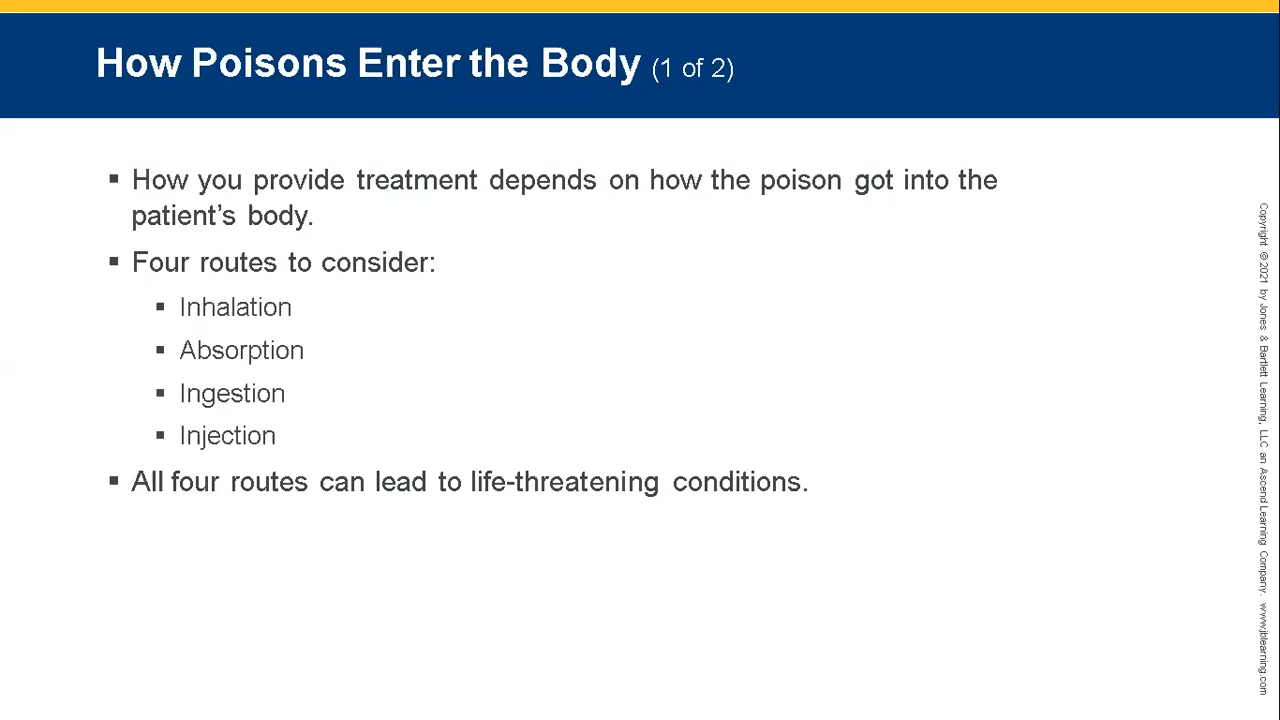 How Poisons Enter the Body (1 of 2)
▪ How you provide treatment depends on how the poison got into the
patient’s body.
▪ Four routes to consider:
▪ Inhalation
▪ Absorption
▪ Ingestion
▪ Injection
▪ All four routes can lead to life-threatening conditions.
Copyright © 2021 by Jones & Bartlett Learning, LLC an Ascend Learning Company. www.jblearning.com